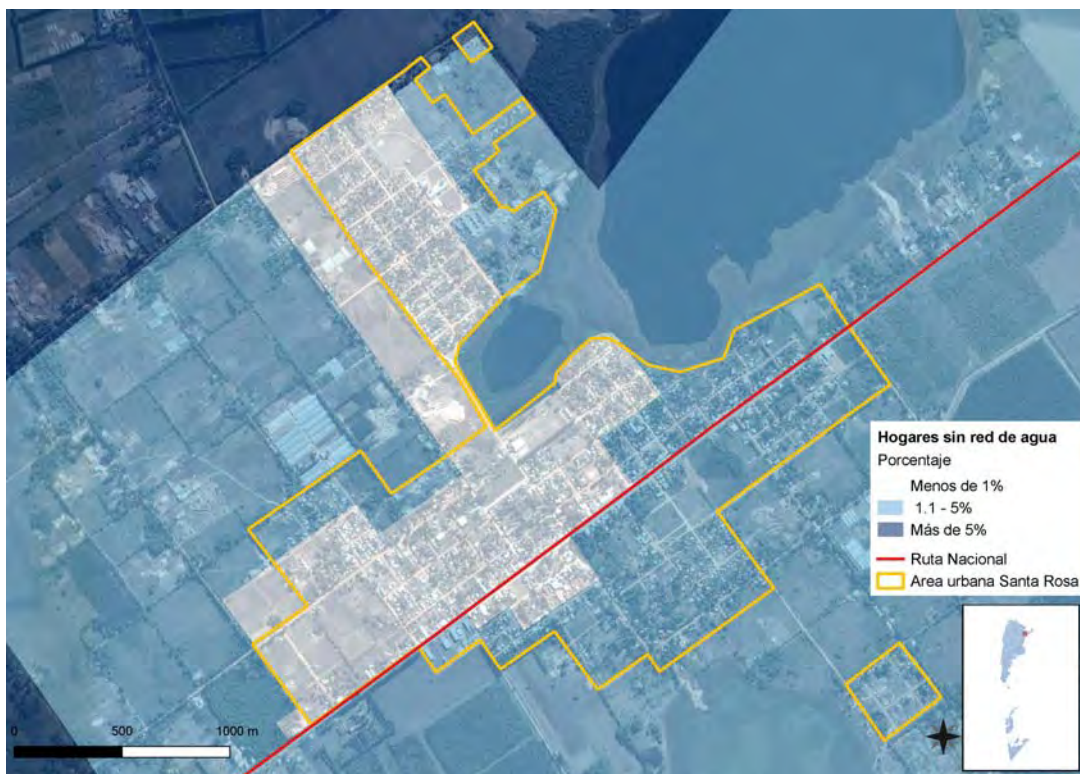 Hogares sin red de agua
Porcentaje
Menos de 1%
1.1 - 5%
Más de 5%
Ruta Nacional
Area urbana Santa Rosa
0 500 1000 m